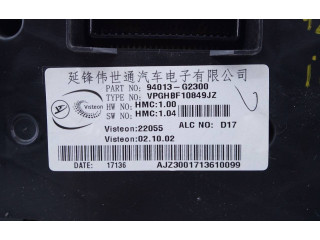 延锋伟世通汽车电子有限公司
PART NO: 94013-G2300
TYPE NO: VPGHBF10849JZ
HW NO: HMC:1.00
SW NO: HMC:1.04
Visteon
Visteon:22055 ALC NO: D17
Visteon:02.10.02
DATE: 17136 AJZ3001713610099